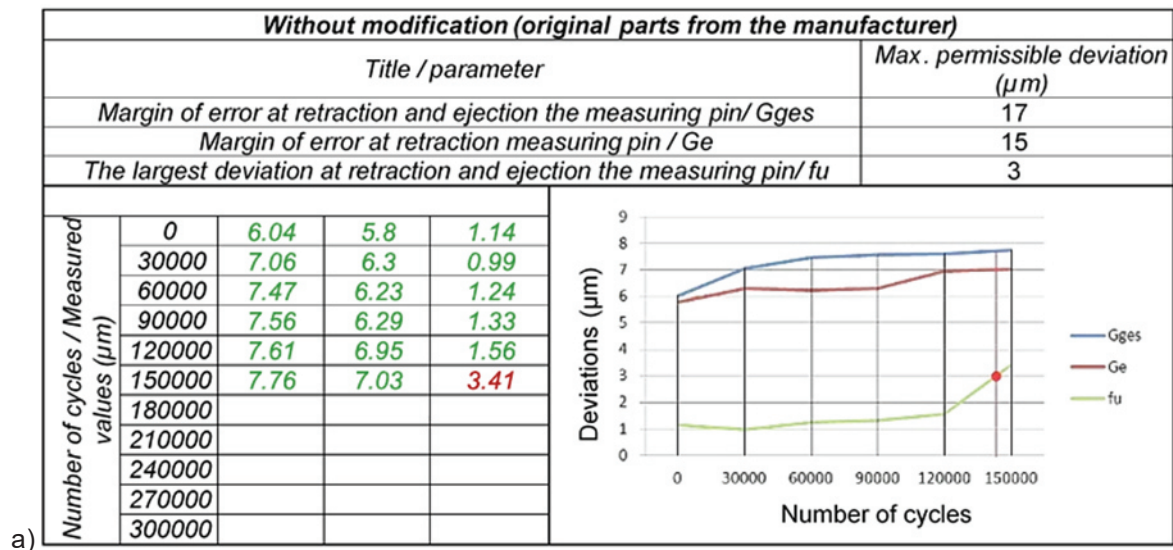 Without modification (original parts from the manufacturer)
Title / parameter
Max. permissible deviation
(µm)
Margin of error at retraction and ejection the measuring pin/ Gges
17
Margin of error at retraction measuring pin / Ge
15
The largest deviation at retraction and ejection the measuring pin/ fu
3
Number of cycles / Measured
values (µm)
0 6.04 5.8 1.14
30000 7.06 6.3 0.99
60000 7.47 6.23 1.24
90000 7.56 6.29 1.33
120000 7.61 6.95 1.56
150000 7.76 7.03 3.41
180000
210000
240000
270000
300000
Deviations (µm)
9
8
7
6
5
4
3
2
1
0
0 30000 60000 90000 120000 150000
Number of cycles
Gges
Ge
fu
a)